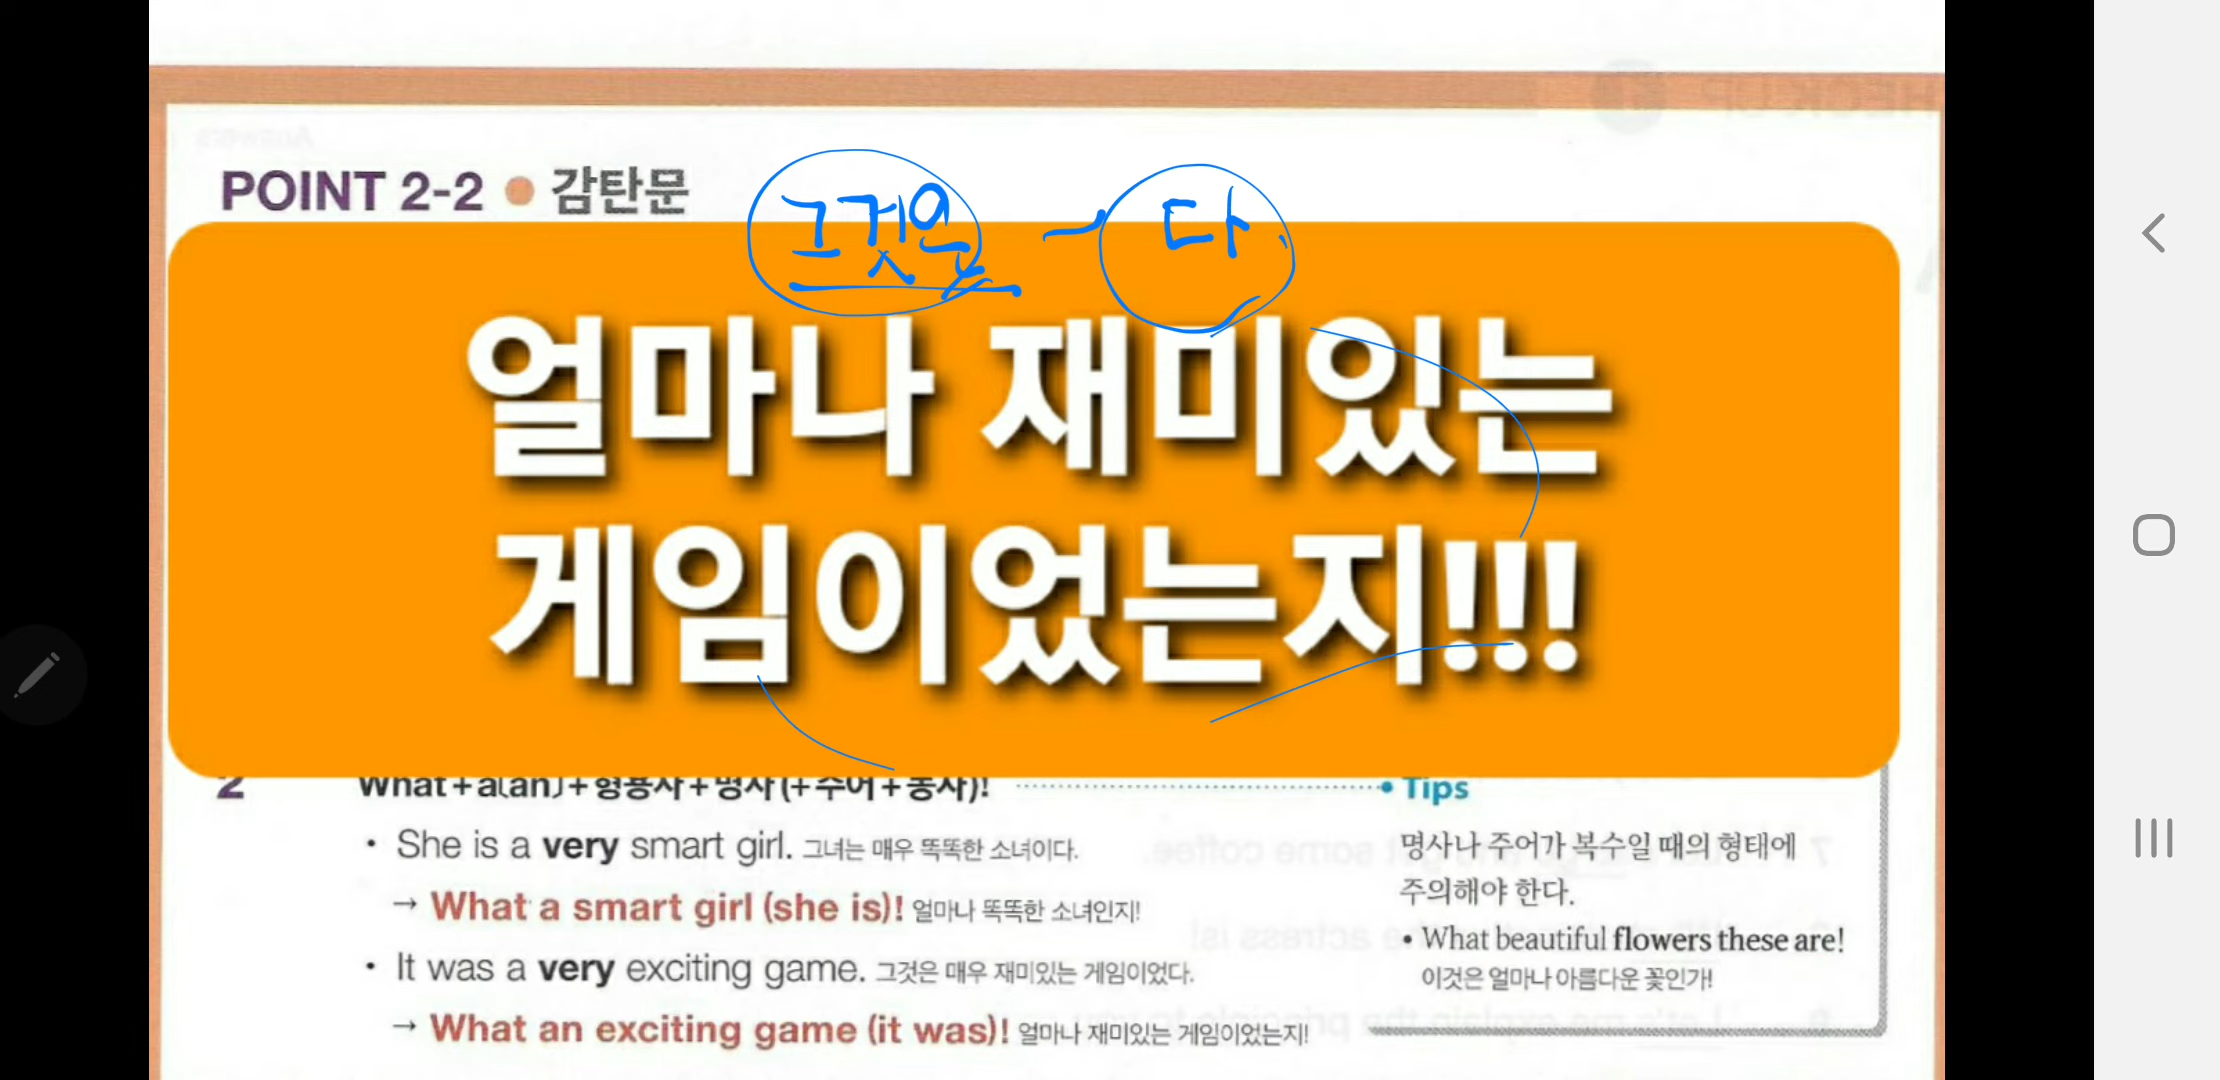 POINT 2-2 ● 감탄문
그것은 ~ 다.
얼마나 재미있는
게임이었는지!!!
2 What+a[an]+형용사+명사(+주어+동사)!
• Tips
• She is a very smart girl. 그녀는 매우 똑똑한 소녀이다.
→ What a smart girl (she is)! 얼마나 똑똑한 소녀인지!
• It was a very exciting game. 그것은 매우 재미있는 게임이었다.
→ What an exciting game (it was)! 얼마나 재미있는 게임이었는지!
명사나 주어가 복수일 때의 형태에
주의해야 한다.
• What beautiful flowers these are!
이것은 얼마나 아름다운 꽃인가!